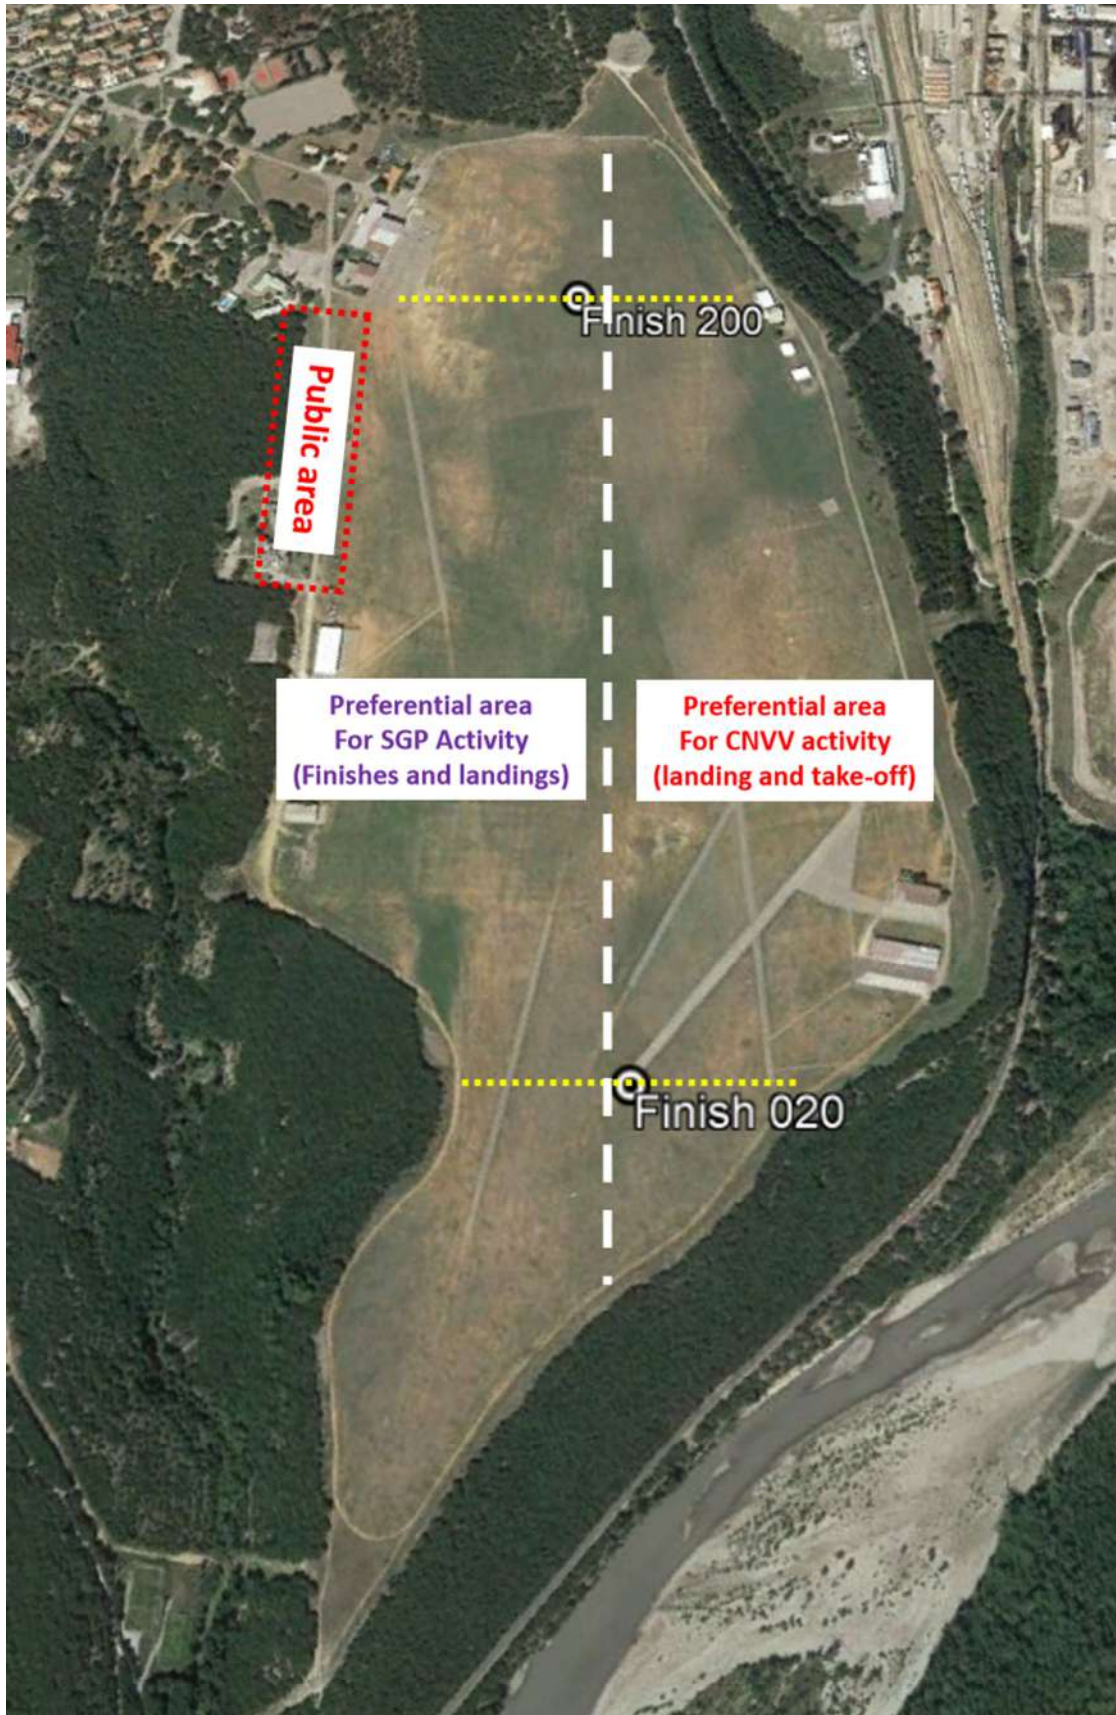 Finish 200
Public area
Preferential area
For SGP Activity
(Finishes and landings)
Preferential area
For CNVV activity
(landing and take-off)
Finish 020